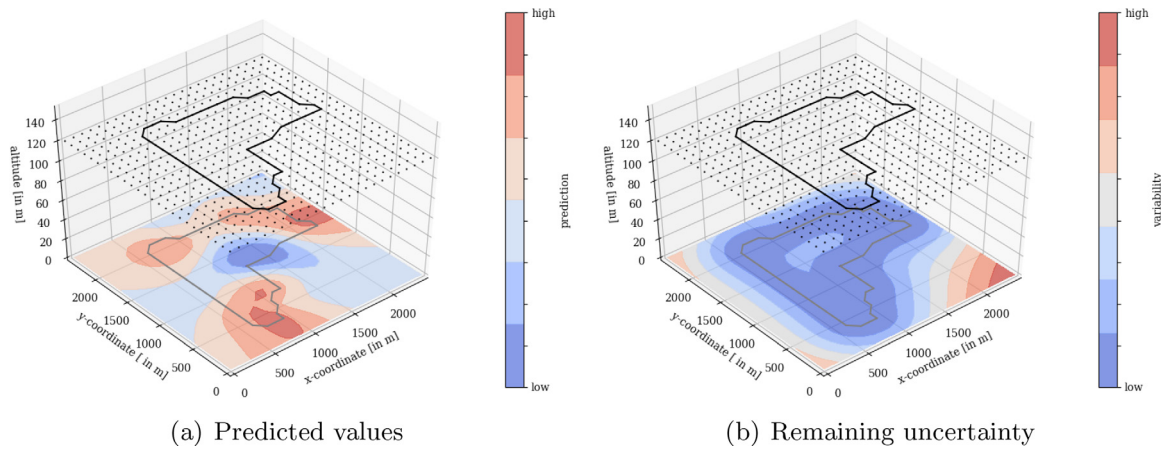 high
140
120
100
80
60
40
20
0
altitude [in m]
2000
1500
1000
500
0
y-coordinate [ in m]
0
500
1000
1500
2000
x-coordinate [in m]
prediction
low
(a) Predicted values
high
140
120
100
80
60
40
20
0
altitude [in m]
2000
1500
1000
500
0
y-coordinate [ in m]
0
500
1000
1500
2000
x-coordinate [in m]
variability
low
(b) Remaining uncertainty